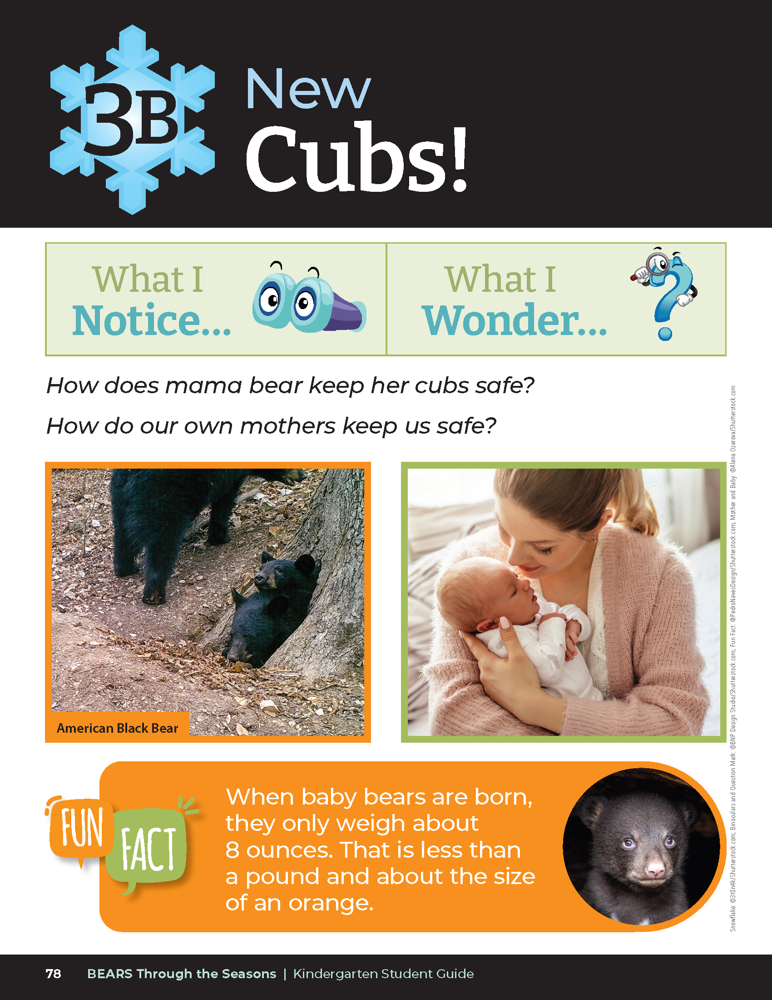 3B
New
Cubs!
What I
Notice...
What I
Wonder...
How does mama bear keep her cubs safe?
How do our own mothers keep us safe?
American Black Bear
FUN
FACT
When baby bears are born,
they only weigh about
8 ounces. That is less than
a pound and about the size
of an orange.
Snowflake: ©3t0n4k/Shutterstock.com; Binoculars and Question Mark: ©BNP Design Studio/Shutterstock.com; Fun Fact: @PedroNevesDesign/Shutterstock.com; Mother and Baby: ©Alena Ozerova/Shutterstock.com
78 BEARS Through the Seasons | Kindergarten Student Guide